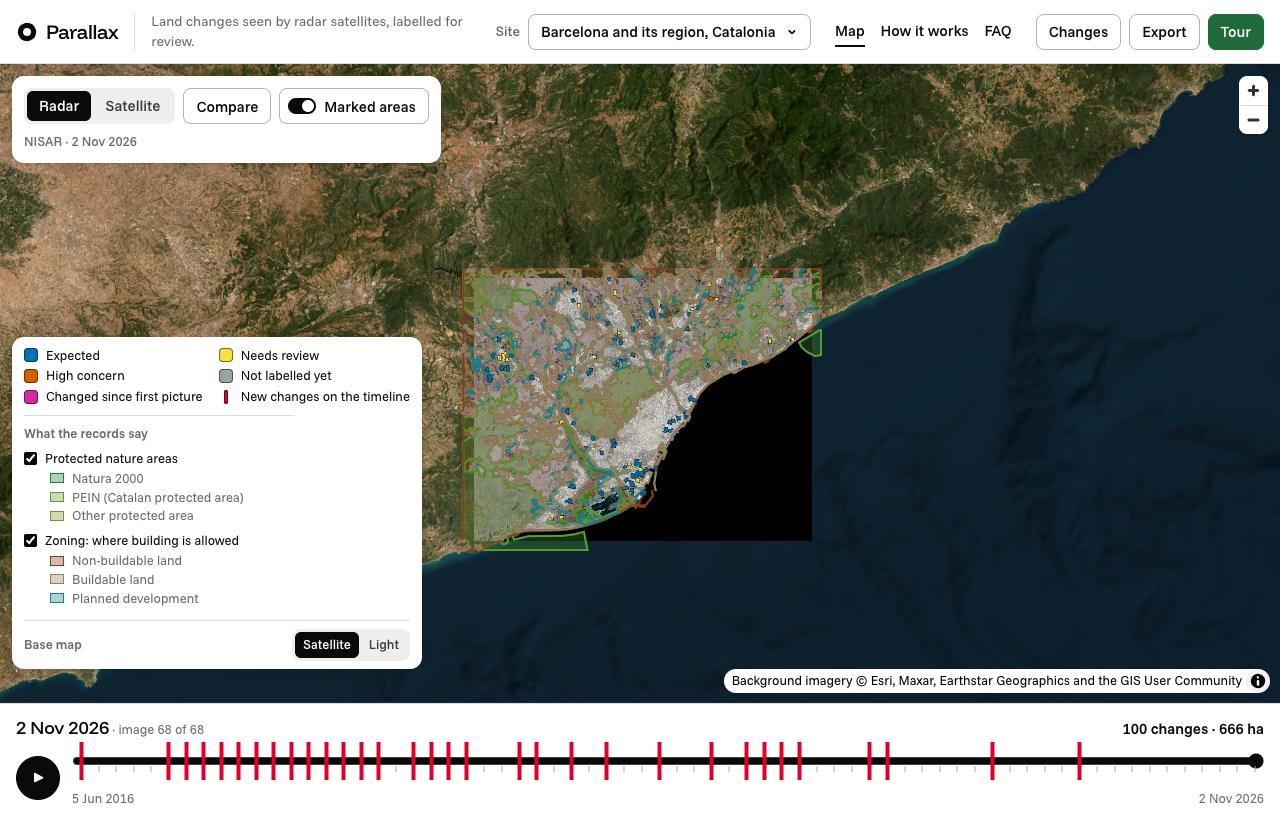 Parallax
Land changes seen by radar satellites, labelled for
review.
Site
Barcelona and its region, Catalonia
Map
How it works
FAQ
Changes
Export
Tour
Radar
Satellite
Compare
Marked areas
NISAR · 2 Nov 2026
Expected
Needs review
High concern
Not labelled yet
Changed since first picture
New changes on the timeline
What the records say
Protected nature areas
Natura 2000
PEIN (Catalan protected area)
Other protected area
Zoning: where building is allowed
Non-buildable land
Buildable land
Planned development
Base map
Satellite
Light
Background imagery © Esri, Maxar, Earthstar Geographics and the GIS User Community
2 Nov 2026 · image 68 of 68
100 changes · 666 ha
5 Jun 2016
2 Nov 2026